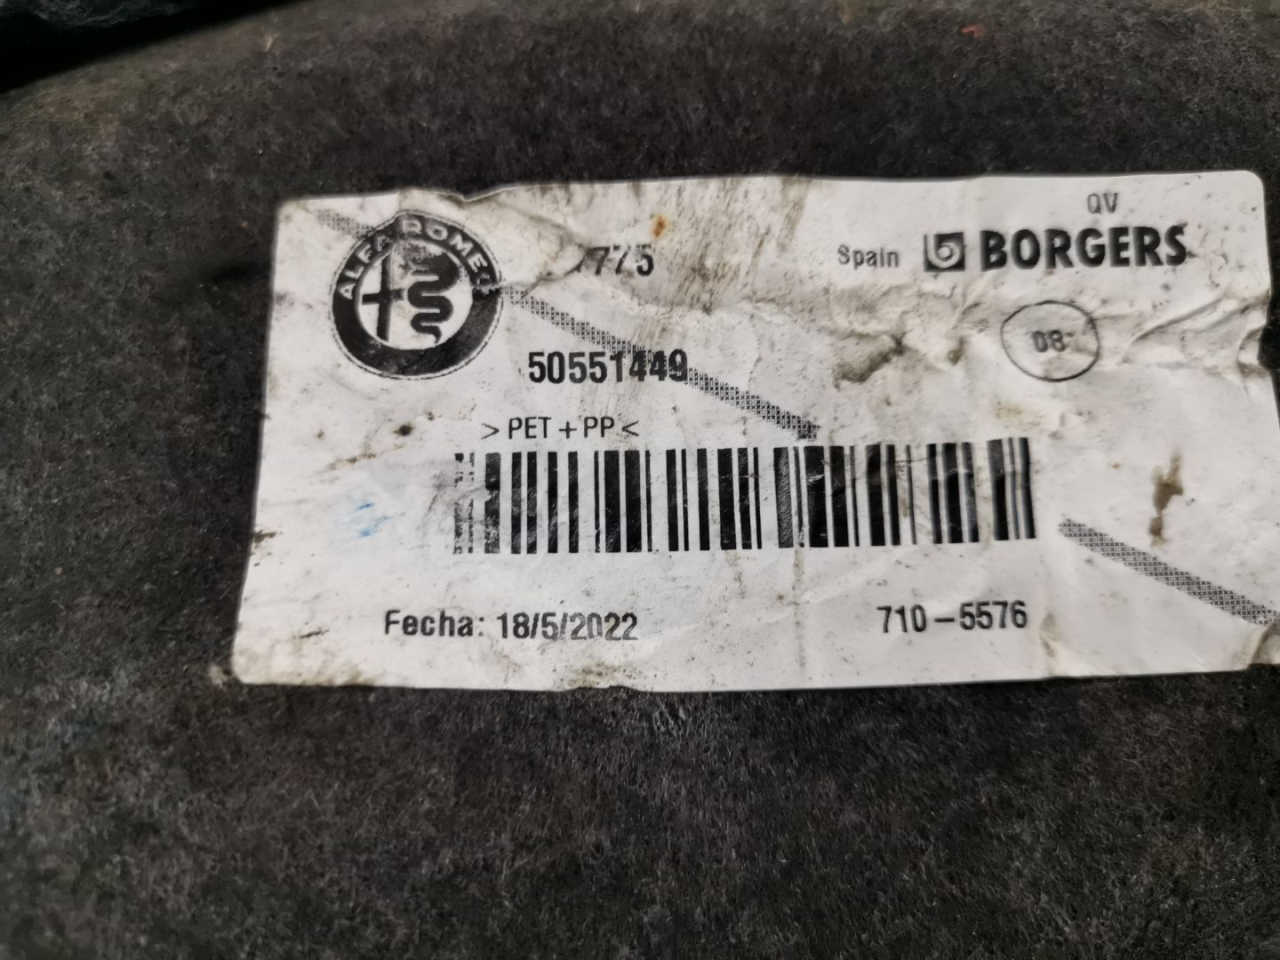 QV
ALFA ROMEO
775
Spain BORGERS
08
50551449
>PET+PP<
Fecha: 18/5/2022
710-5576